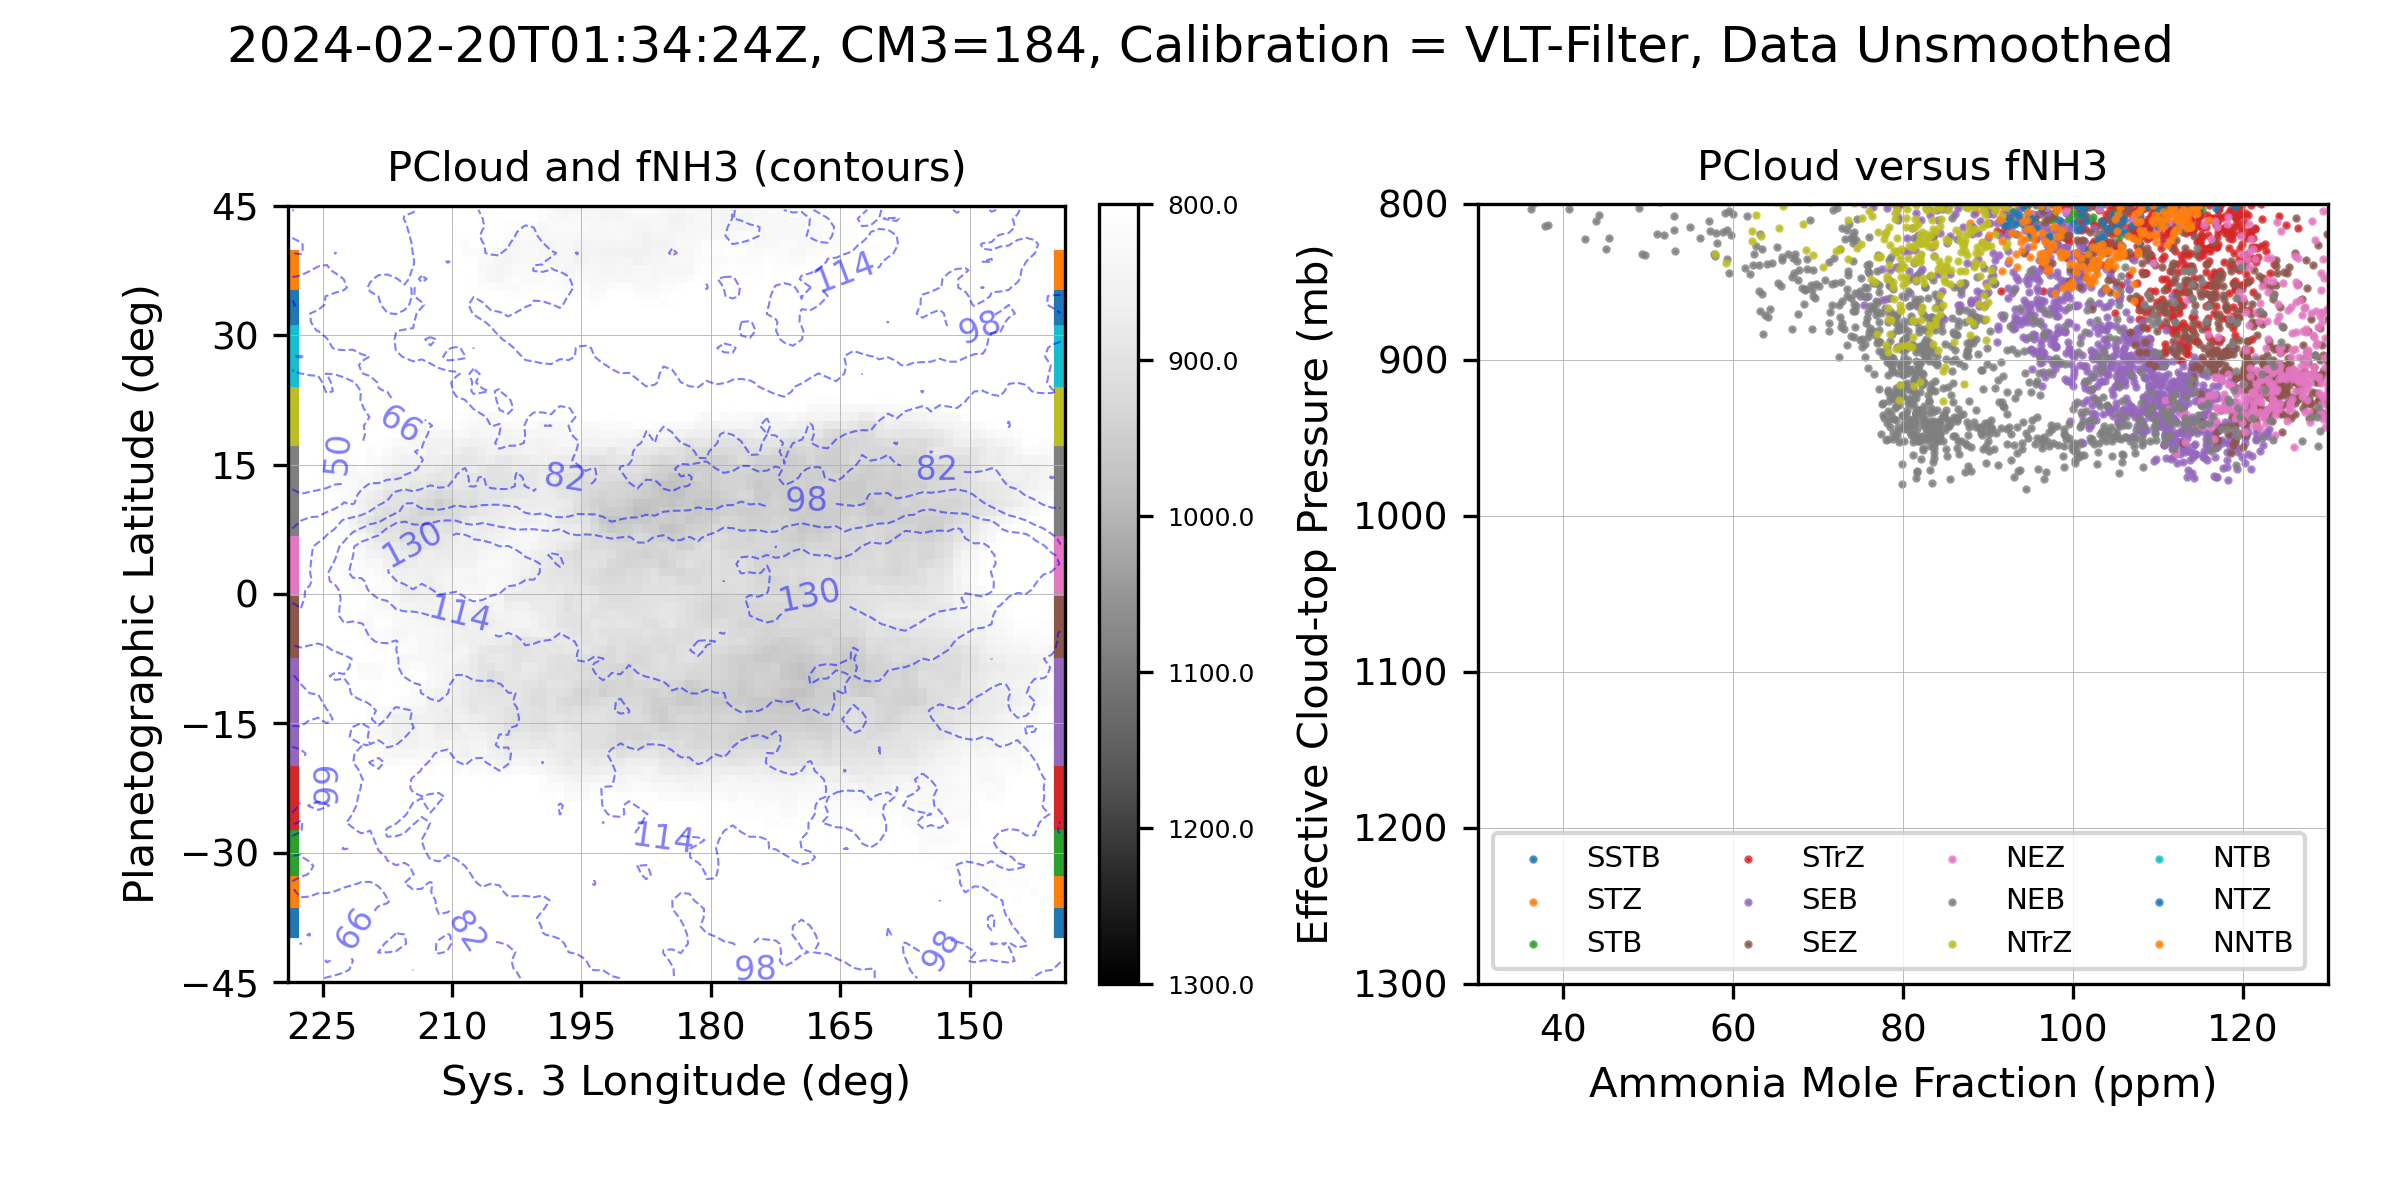 2024-02-20T01:34:24Z, CM3=184, Calibration = VLT-Filter, Data Unsmoothed
PCloud and fNH3 (contours)
45
30
15
0
−15
−30
−45
Planetographic Latitude (deg)
225
210
195
180
165
150
Sys. 3 Longitude (deg)
114
98
66
50
82
82
98
130
130
114
66
114
66
82
98
98
800.0
900.0
1000.0
1100.0
1200.0
1300.0
PCloud versus fNH3
800
900
1000
1100
1200
1300
Effective Cloud-top Pressure (mb)
SSTB
STZ
STB
STrZ
SEB
SEZ
NEZ
NEB
NTrZ
NTB
NTZ
NNTB
40
60
80
100
120
Ammonia Mole Fraction (ppm)